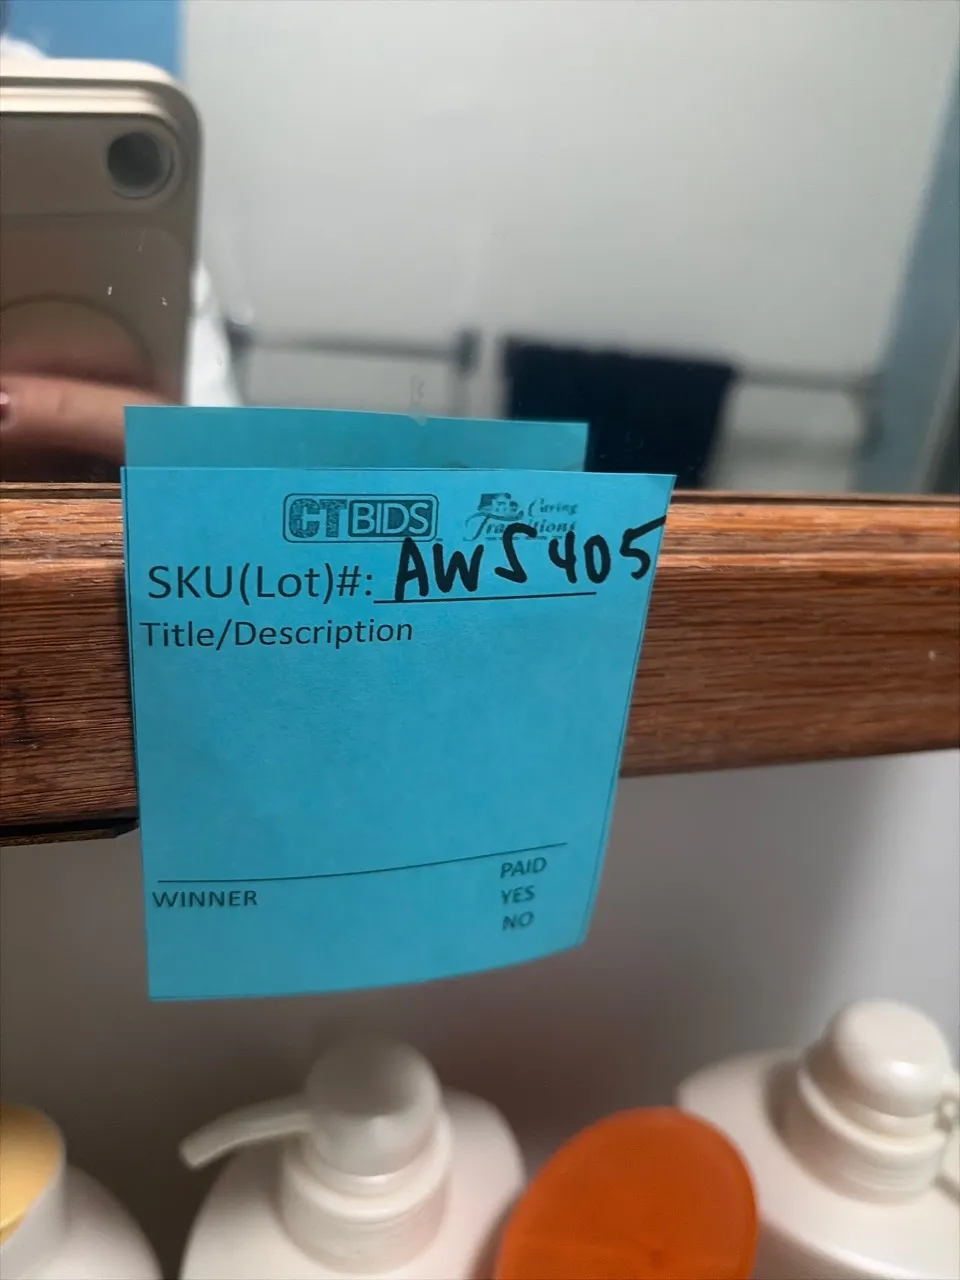 CTBIDS Caring Transitions
SKU(Lot)#: AWS405
Title/Description
WINNER
PAID
YES
NO